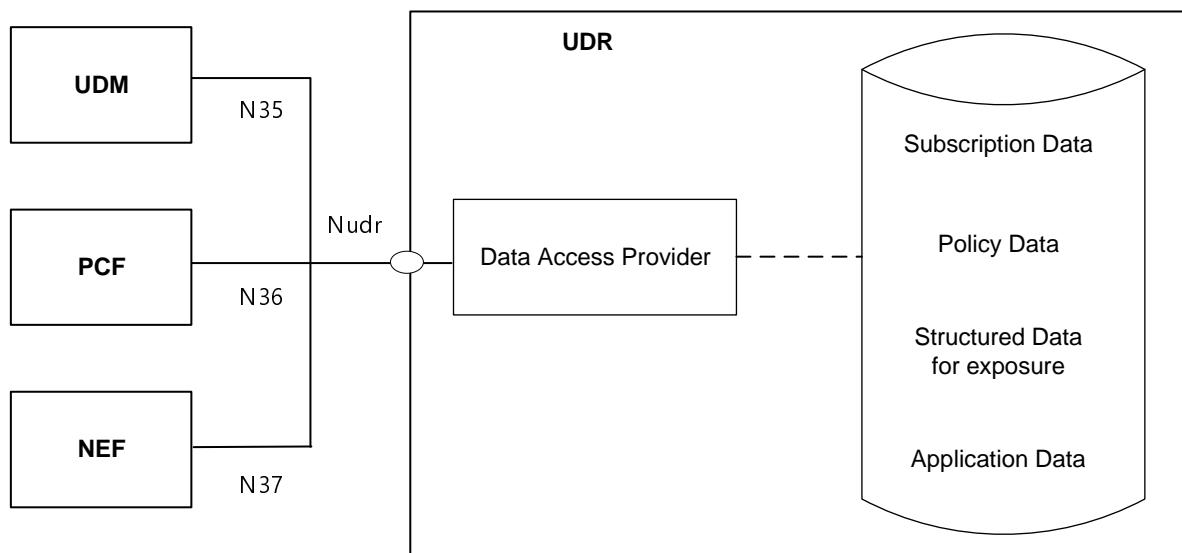 UDR
UDM
N35
Subscription Data
Nudr
PCF
Data Access Provider
Policy Data
N36
Structured Data
for exposure
NEF
Application Data
N37